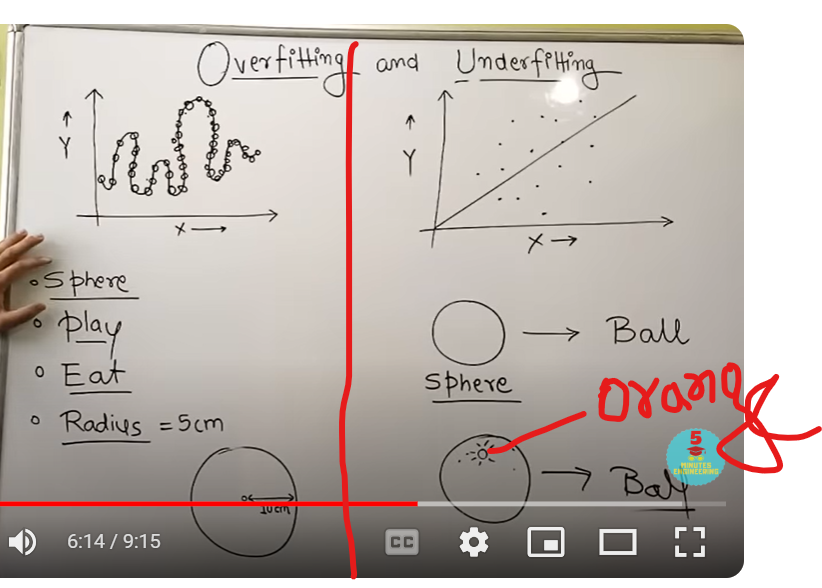 Overfitting and Underfitting
Y
X
Y
X
Sphere
Play
Eat
Radius = 5cm
10cm
Ball
Sphere
orange
Ball
5
MINUTES
ENGINEERING
6:14 / 9:15
CC